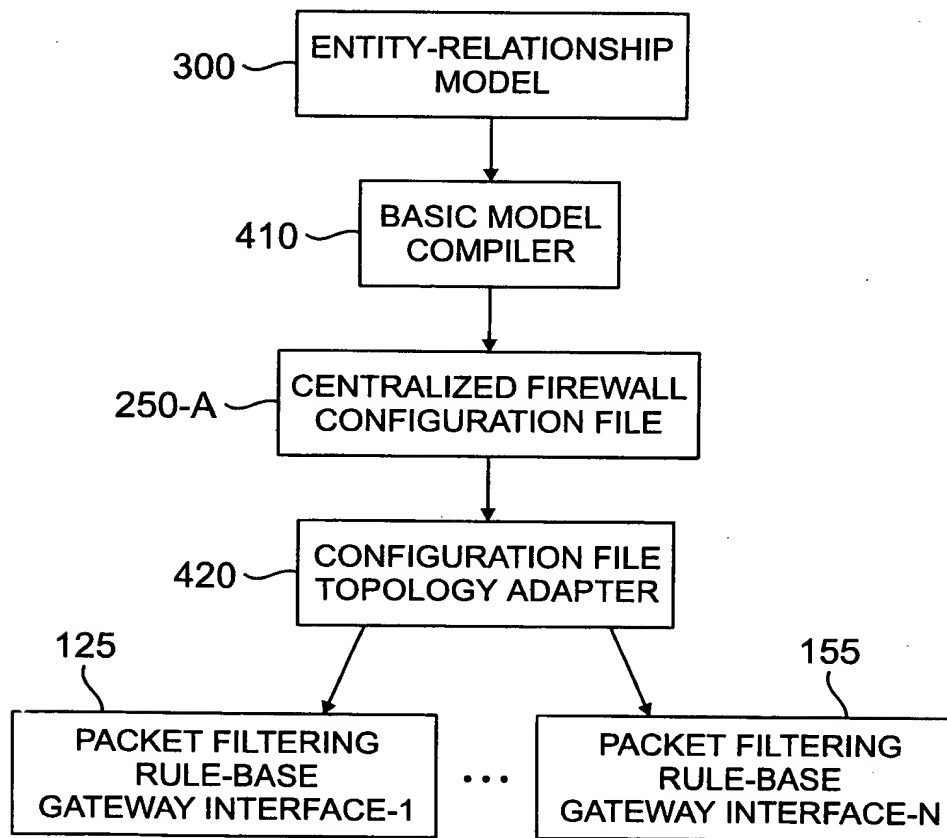 300
ENTITY-RELATIONSHIP
MODEL
410
BASIC MODEL
COMPILER
250-A
CENTRALIZED FIREWALL
CONFIGURATION FILE
420
CONFIGURATION FILE
TOPOLOGY ADAPTER
125
PACKET FILTERING
RULE-BASE
GATEWAY INTERFACE-1
...
155
PACKET FILTERING
RULE-BASE
GATEWAY INTERFACE-N